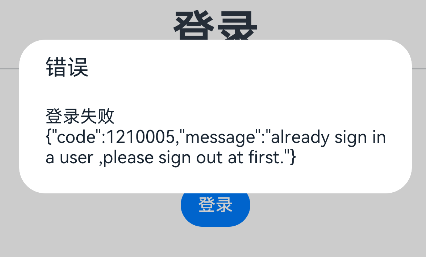 登录
错误
登录失败
{"code":1210005,"message":"already sign in
a user ,please sign out at first."}
登录